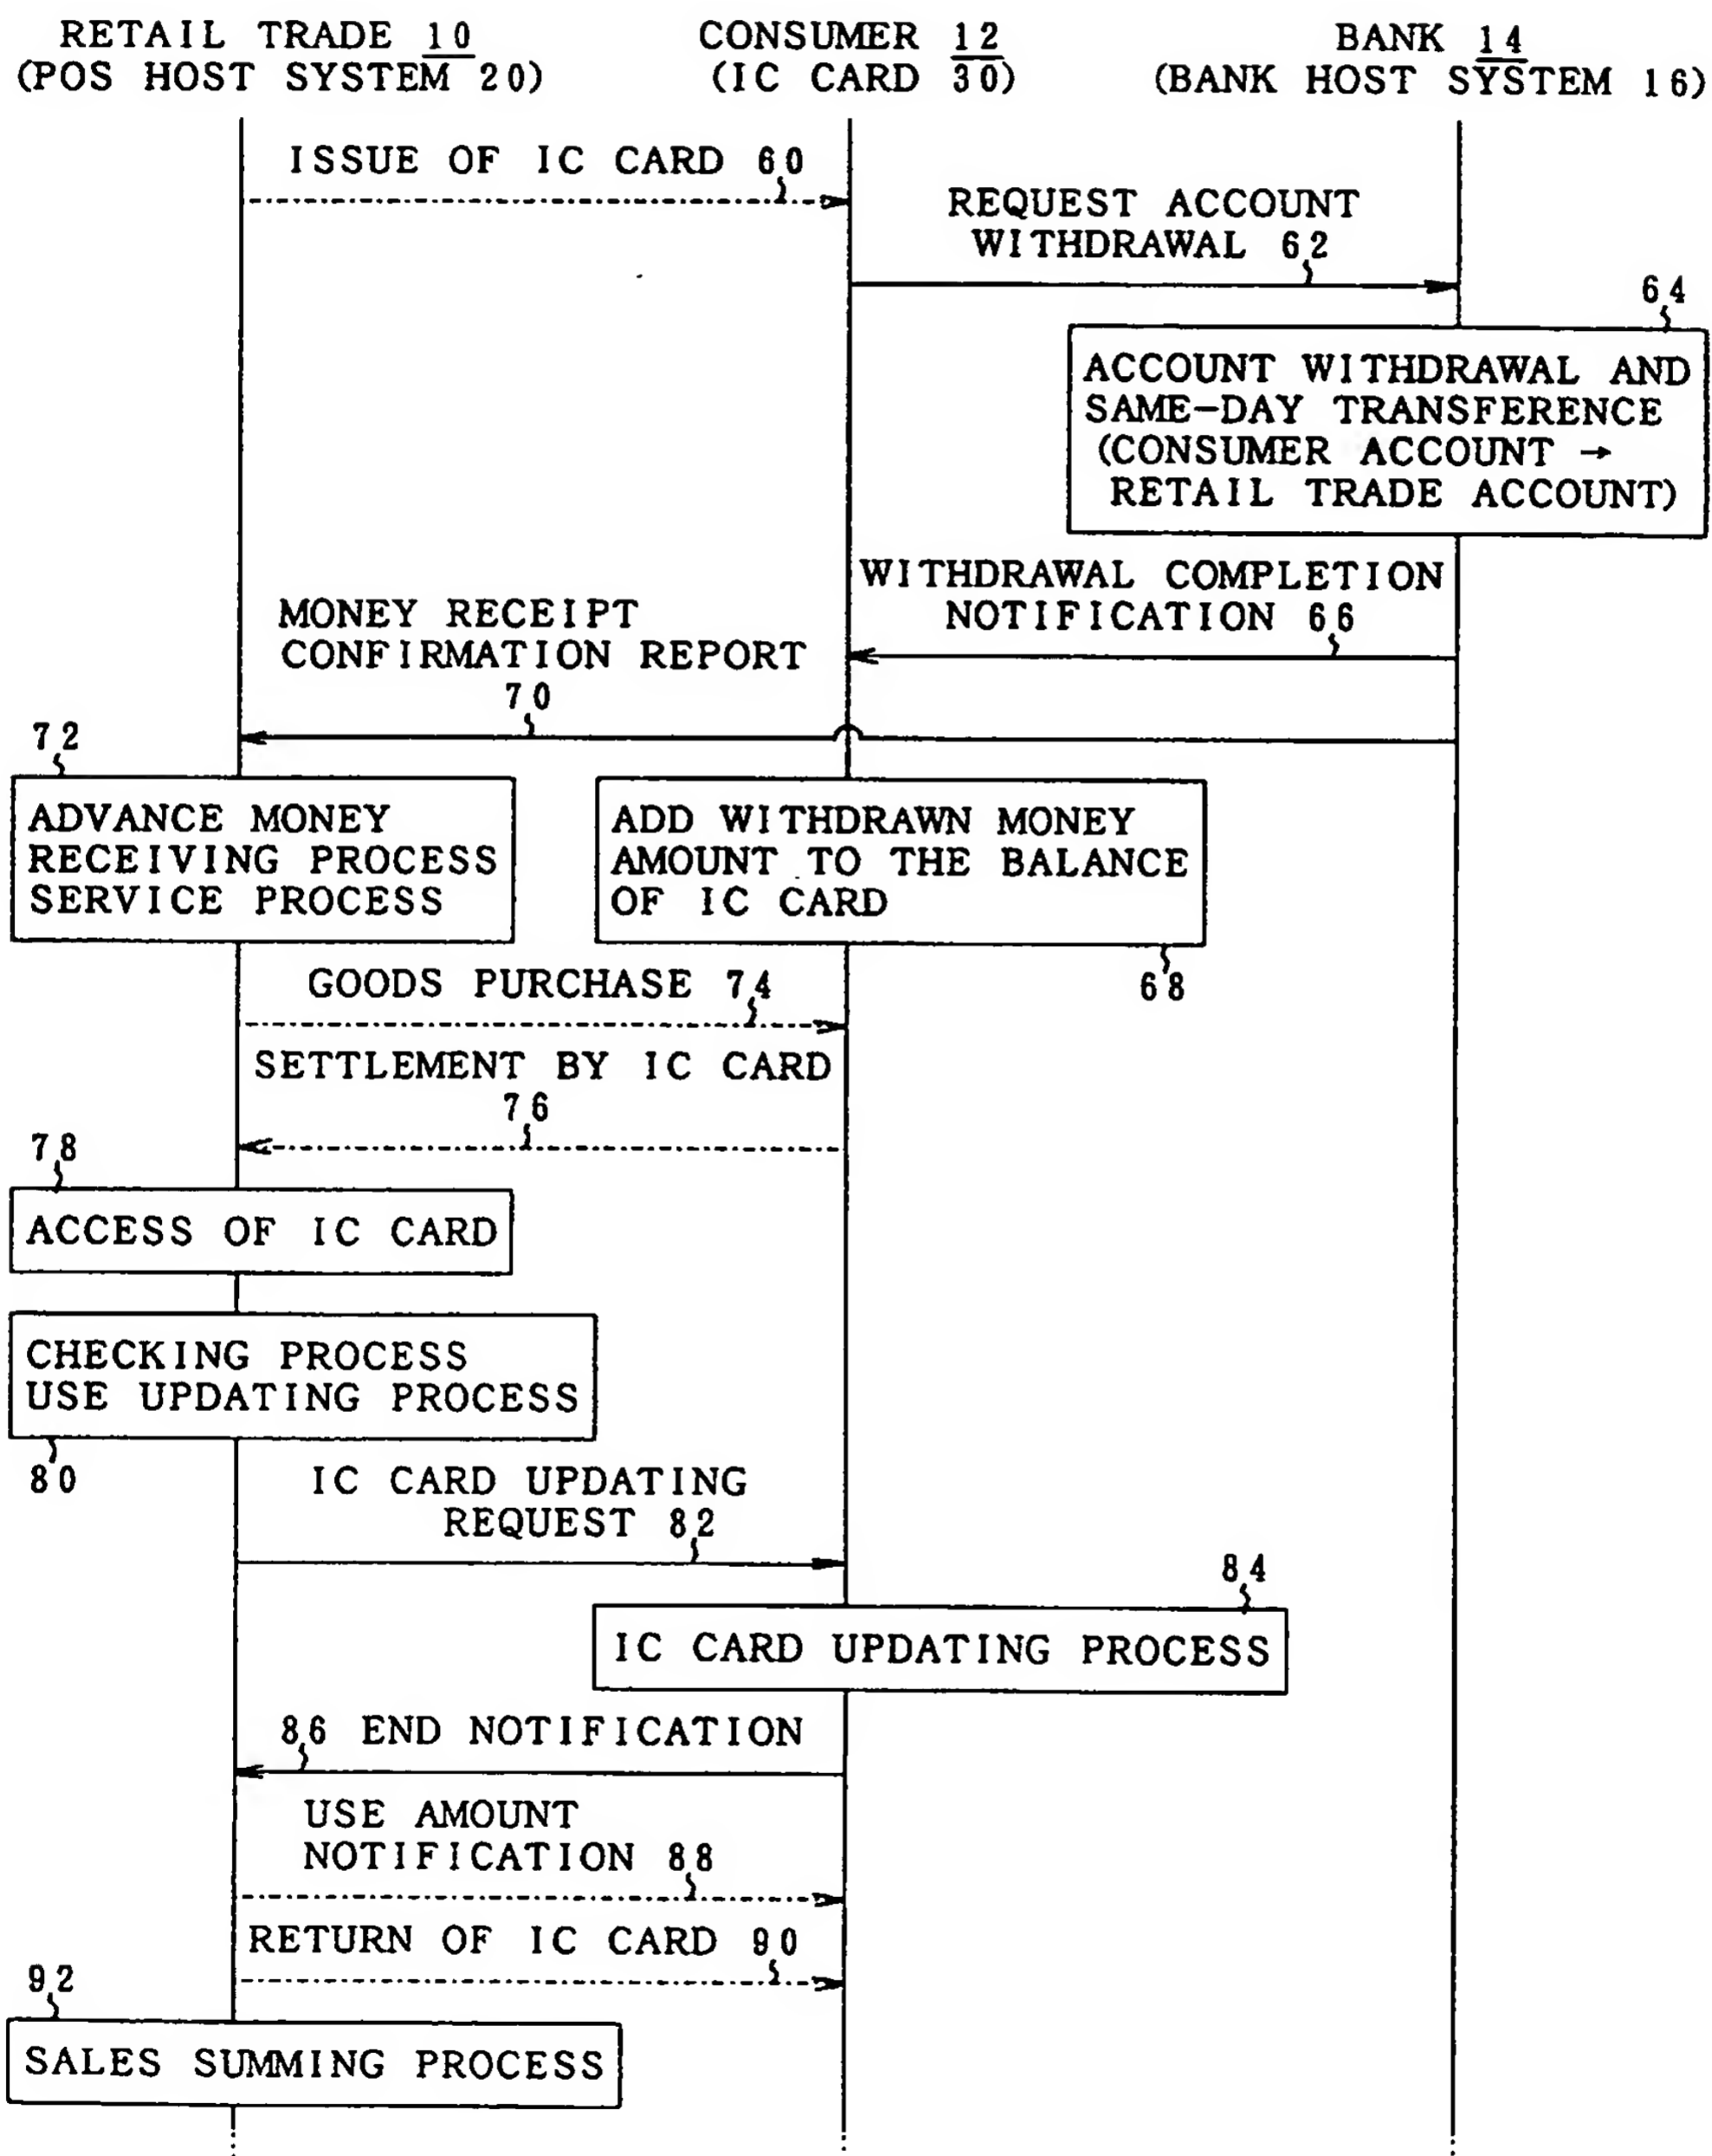 RETAIL TRADE 10
(POS HOST SYSTEM 20)
CONSUMER 12
(IC CARD 30)
BANK 14
(BANK HOST SYSTEM 16)
ISSUE OF IC CARD 60
REQUEST ACCOUNT
WITHDRAWAL 62
64
ACCOUNT WITHDRAWAL AND
SAME-DAY TRANSFERENCE
(CONSUMER ACCOUNT →
RETAIL TRADE ACCOUNT)
WITHDRAWAL COMPLETION
NOTIFICATION 66
MONEY RECEIPT
CONFIRMATION REPORT
70
72
ADVANCE MONEY
RECEIVING PROCESS
SERVICE PROCESS
ADD WITHDRAWN MONEY
AMOUNT TO THE BALANCE
OF IC CARD
68
GOODS PURCHASE 74
SETTLEMENT BY IC CARD
76
78
ACCESS OF IC CARD
CHECKING PROCESS
USE UPDATING PROCESS
80
IC CARD UPDATING
REQUEST 82
84
IC CARD UPDATING PROCESS
86 END NOTIFICATION
USE AMOUNT
NOTIFICATION 88
RETURN OF IC CARD 90
92
SALES SUMMING PROCESS